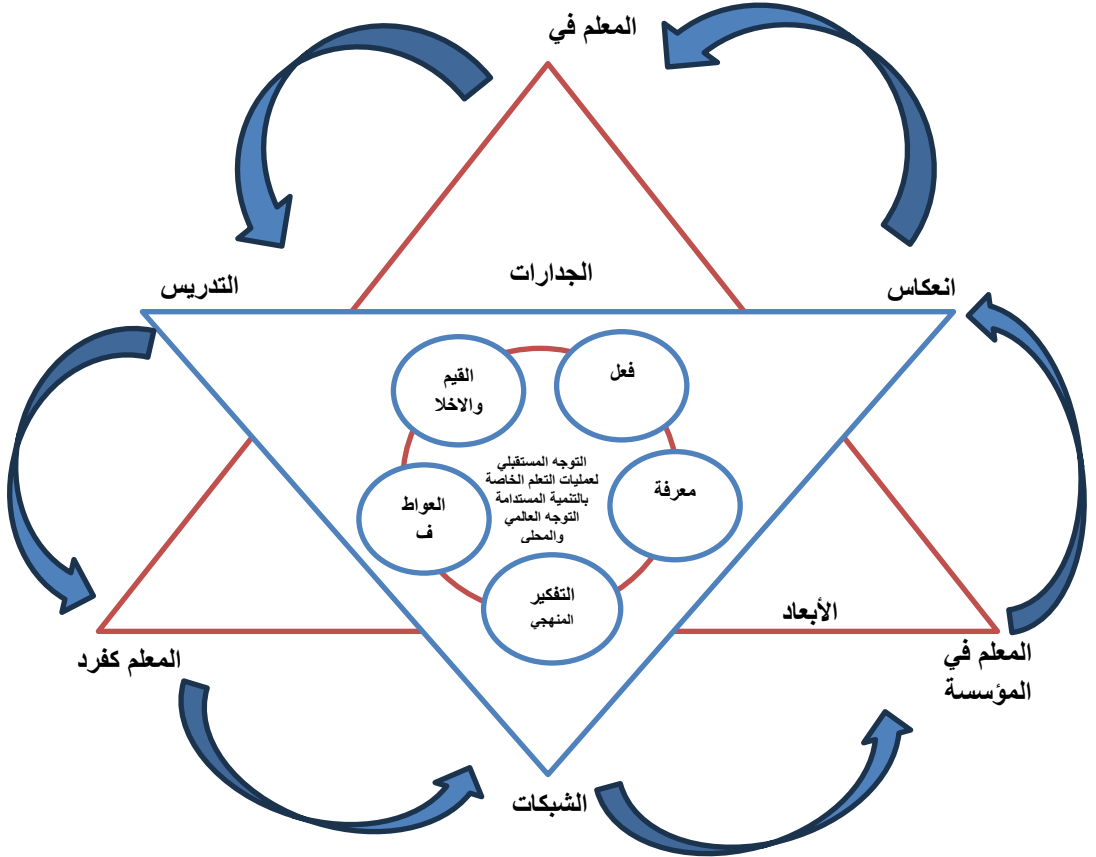 المعلم في
الجدارات
التدريس
انعكاس
القيم
والاخلا
فعل
التوجه المستقبلي
لعمليات التعلم الخاصة
بالتنمية المستدامة
التوجه العالمي
والمحلى
العواط
ف
معرفة
التفكير
المنهجي
الأبعاد
المعلم كفرد
المعلم في
المؤسسة
الشبكات